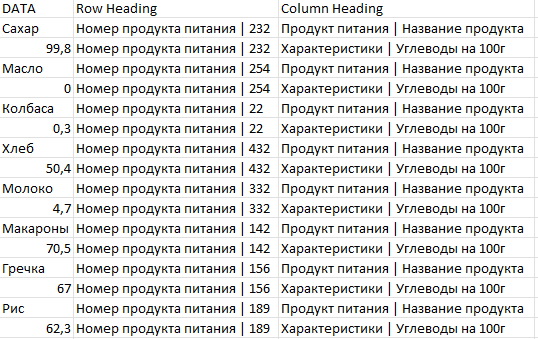 DATA Row Heading Column Heading
Сахар Номер продукта питания | 232 Продукт питания | Название продукта
99,8 Номер продукта питания | 232 Характеристики | Углеводы на 100г
Масло Номер продукта питания | 254 Продукт питания | Название продукта
0 Номер продукта питания | 254 Характеристики | Углеводы на 100г
Колбаса Номер продукта питания | 22 Продукт питания | Название продукта
0,3 Номер продукта питания | 22 Характеристики | Углеводы на 100г
Хлеб Номер продукта питания | 432 Продукт питания | Название продукта
50,4 Номер продукта питания | 432 Характеристики | Углеводы на 100г
Молоко Номер продукта питания | 332 Продукт питания | Название продукта
4,7 Номер продукта питания | 332 Характеристики | Углеводы на 100г
Макароны Номер продукта питания | 142 Продукт питания | Название продукта
70,5 Номер продукта питания | 142 Характеристики | Углеводы на 100г
Гречка Номер продукта питания | 156 Продукт питания | Название продукта
67 Номер продукта питания | 156 Характеристики | Углеводы на 100г
Рис Номер продукта питания | 189 Продукт питания | Название продукта
62,3 Номер продукта питания | 189 Характеристики | Углеводы на 100г